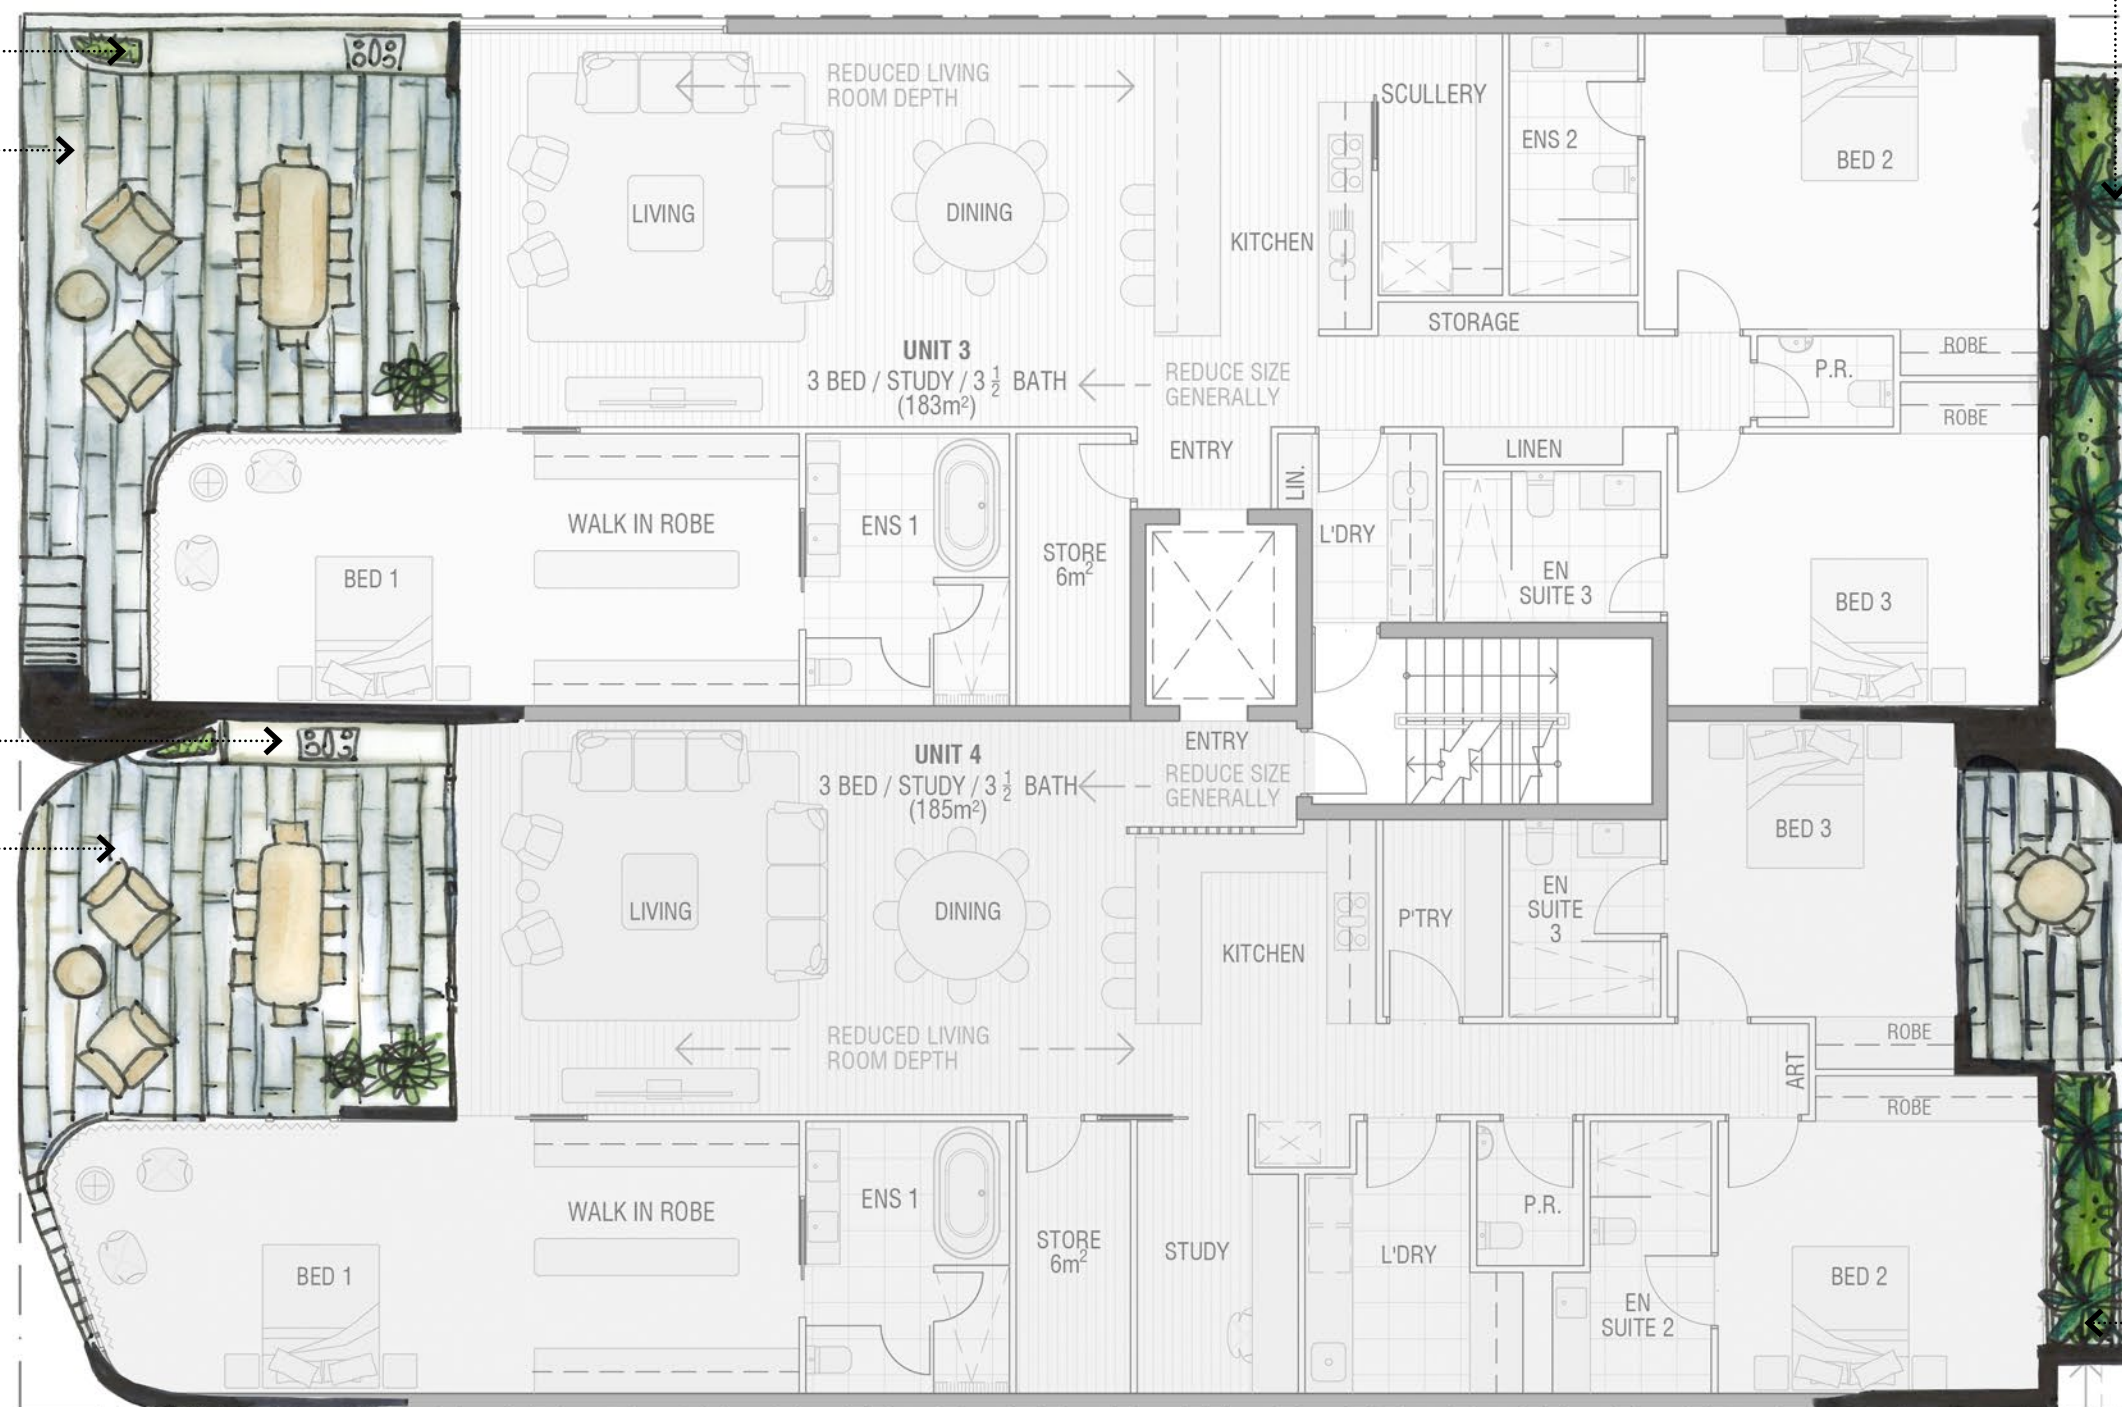 REDUCED LIVING
ROOM DEPTH
SCULLERY
ENS 2
BED 2
LIVING
DINING
KITCHEN
STORAGE
UNIT 3
3 BED / STUDY / 3 1/2 BATH
(183m²)
REDUCE SIZE
GENERALLY
P.R.
ROBE
ROBE
ENTRY
LIN.
LINEN
WALK IN ROBE
ENS 1
L'DRY
STORE
6m²
BED 1
EN
SUITE 3
BED 3
UNIT 4
3 BED / STUDY / 3 1/2 BATH
(185m²)
ENTRY
REDUCE SIZE
GENERALLY
BED 3
LIVING
DINING
KITCHEN
P'TRY
EN
SUITE
3
REDUCED LIVING
ROOM DEPTH
ROBE
ART
ROBE
WALK IN ROBE
ENS 1
STORE
6m²
STUDY
L'DRY
P.R.
BED 1
EN
SUITE 2
BED 2